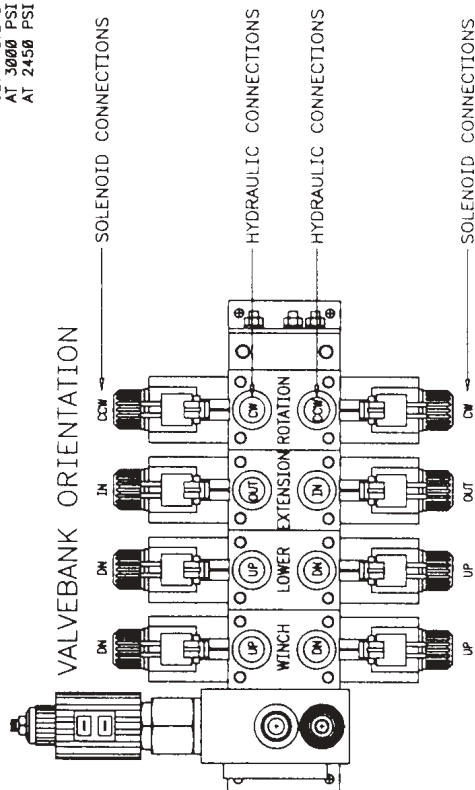 AT 3000 PSI
AT 2450 PSI
VALVEBANK ORIENTATION
SOLENOID CONNECTIONS
HYDRAULIC CONNECTIONS
HYDRAULIC CONNECTIONS
SOLENOID CONNECTIONS
DN DN IN CCW
UP UP OUT CW
WINCH LOWER EXTENSION ROTATION
DN DN IN CCW
UP UP OUT CW